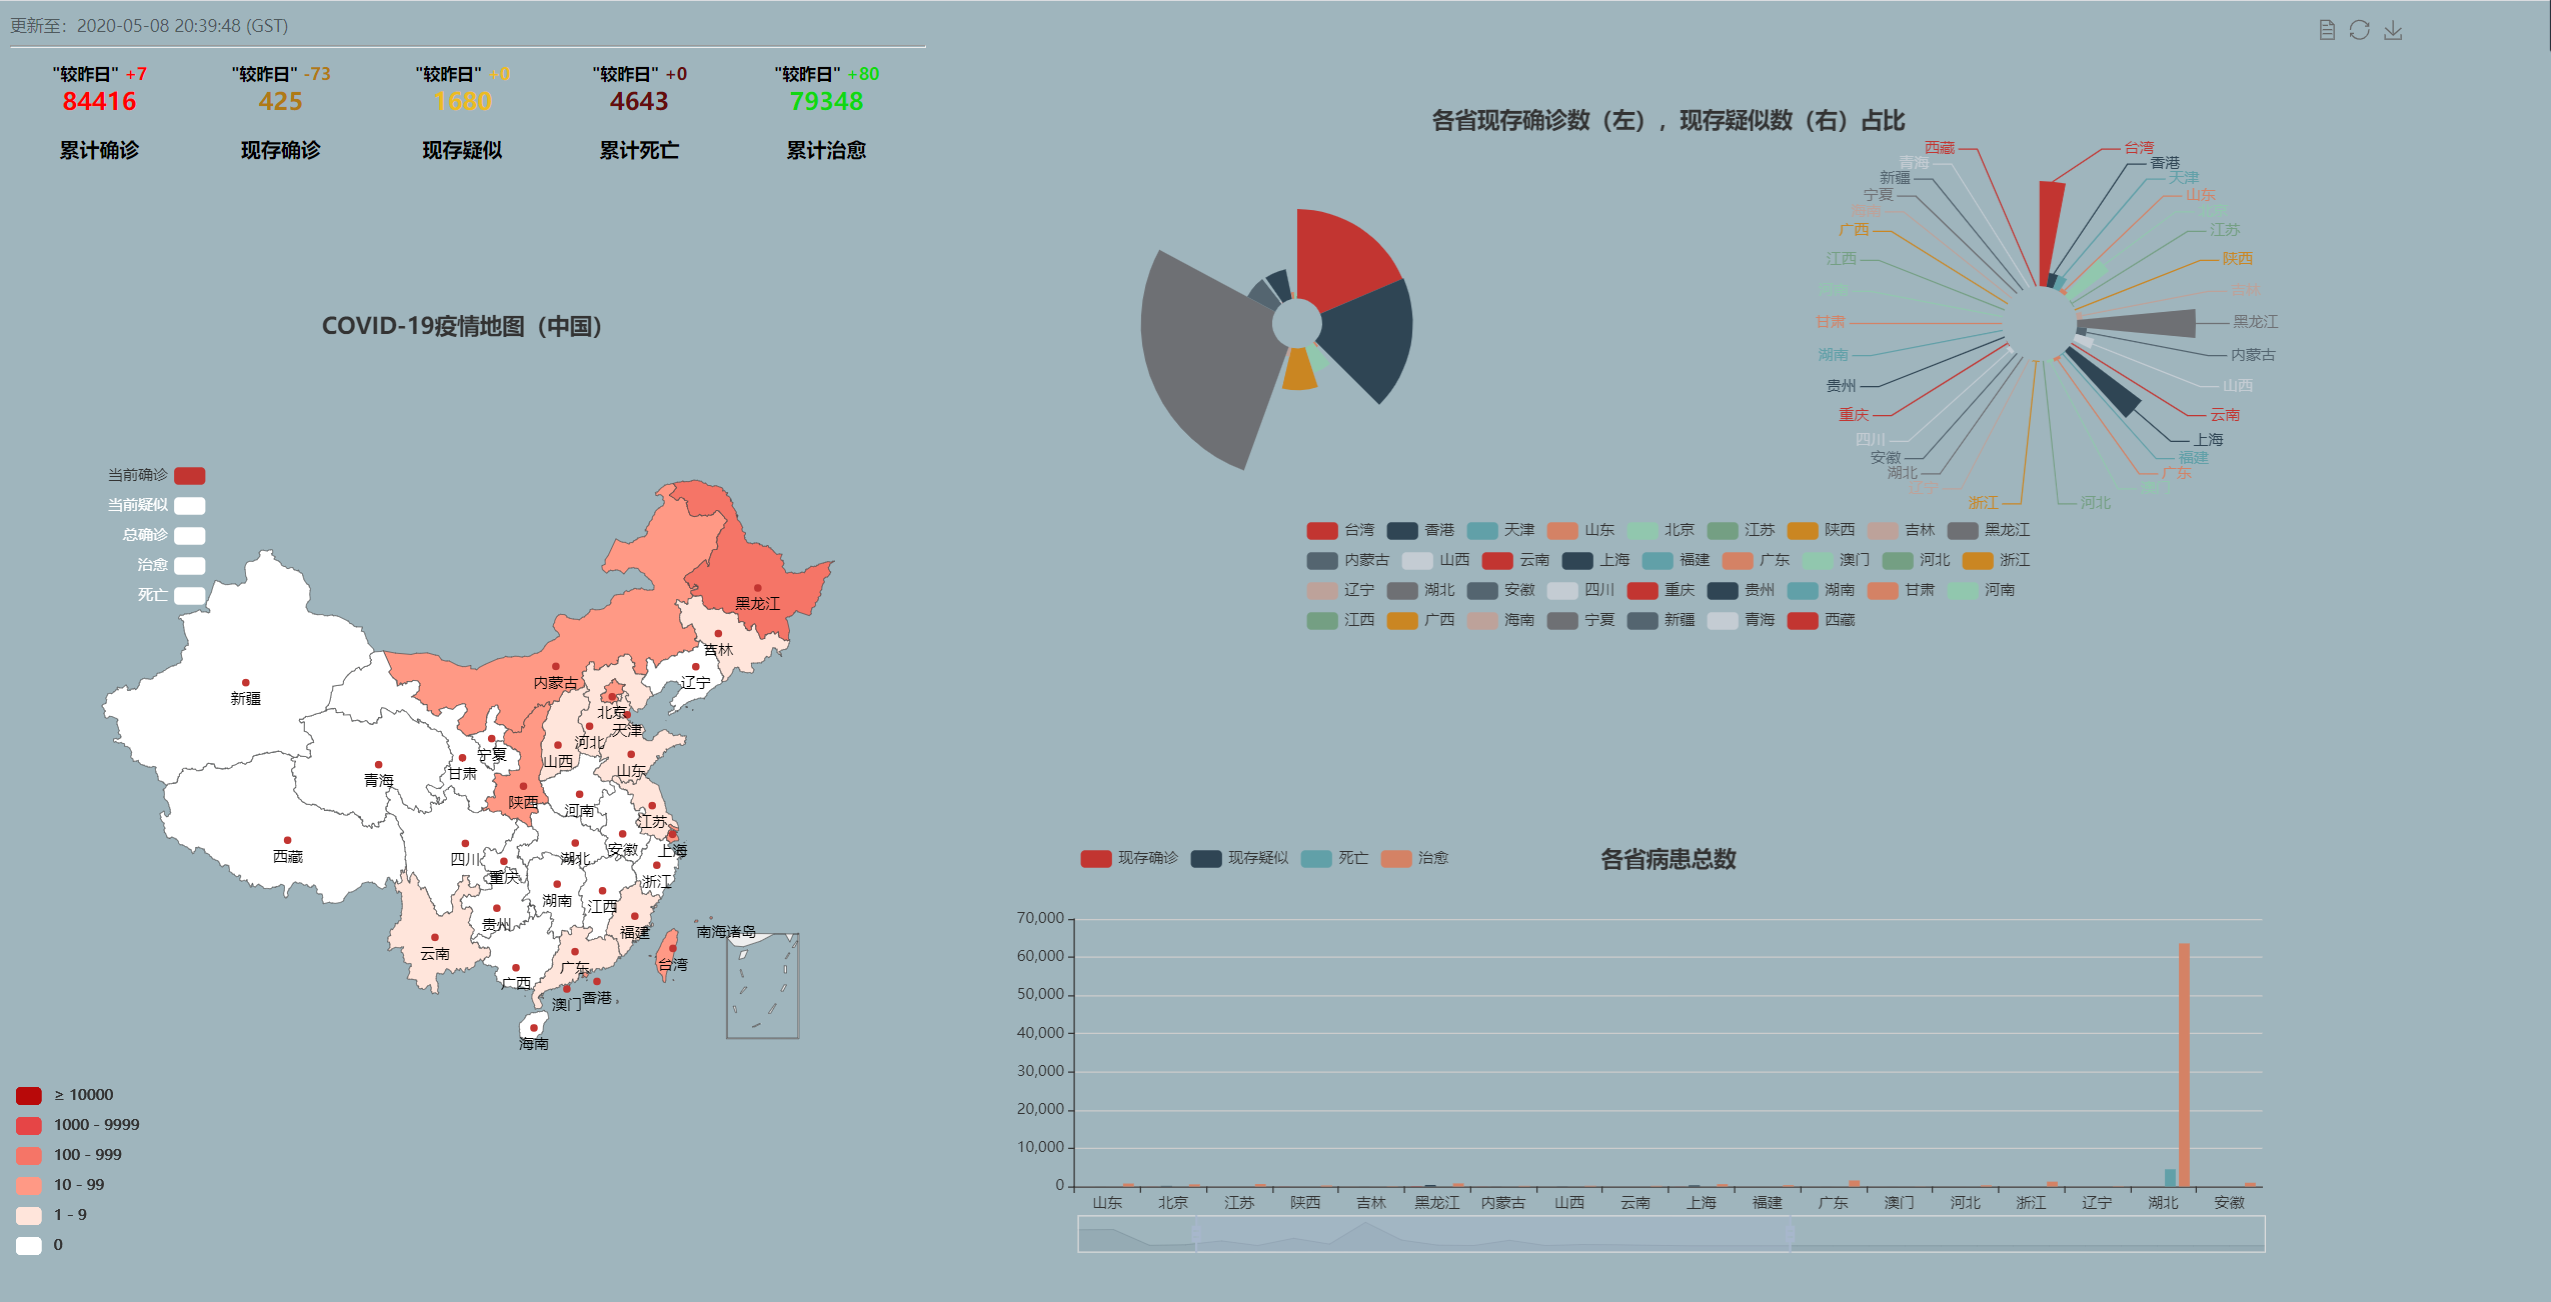 更新至：2020-05-08 20:39:48 (GST)
"较昨日" +7
84416
累计确诊
"较昨日" -73
425
现存确诊
"较昨日" +0
1680
现存疑似
"较昨日" +0
4643
累计死亡
"较昨日" +80
79348
累计治愈
COVID-19疫情地图（中国）
当前确诊
当前疑似
总确诊
治愈
死亡
黑龙江
吉林
辽宁
内蒙古
新疆
北京
天津
河北
宁夏
山西
山东
甘肃
青海
陕西
河南
江苏
安徽
上海
西藏
四川
湖北
重庆
浙江
湖南
江西
贵州
福建
南海诸岛
云南
广东
台湾
广西
澳门
香港
海南
≥ 10000
1000 - 9999
100 - 999
10 - 99
1 - 9
0
各省现存确诊数（左），现存疑似数（右）占比
台湾
香港
天津
山东
北京
江苏
陕西
吉林
黑龙江
内蒙古
山西
云南
上海
福建
广东
澳门
河北
浙江
辽宁
湖北
安徽
四川
重庆
贵州
湖南
甘肃
河南
江西
广西
海南
宁夏
新疆
青海
西藏
台湾 香港 天津 山东 北京 江苏 陕西 吉林 黑龙江
内蒙古 山西 云南 上海 福建 广东 澳门 河北 浙江
辽宁 湖北 安徽 四川 重庆 贵州 湖南 甘肃 河南
江西 广西 海南 宁夏 新疆 青海 西藏
现存确诊 现存疑似 死亡 治愈
各省病患总数
70,000
60,000
50,000
40,000
30,000
20,000
10,000
0
山东 北京 江苏 陕西 吉林 黑龙江 内蒙古 山西 云南 上海 福建 广东 澳门 河北 浙江 辽宁 湖北 安徽